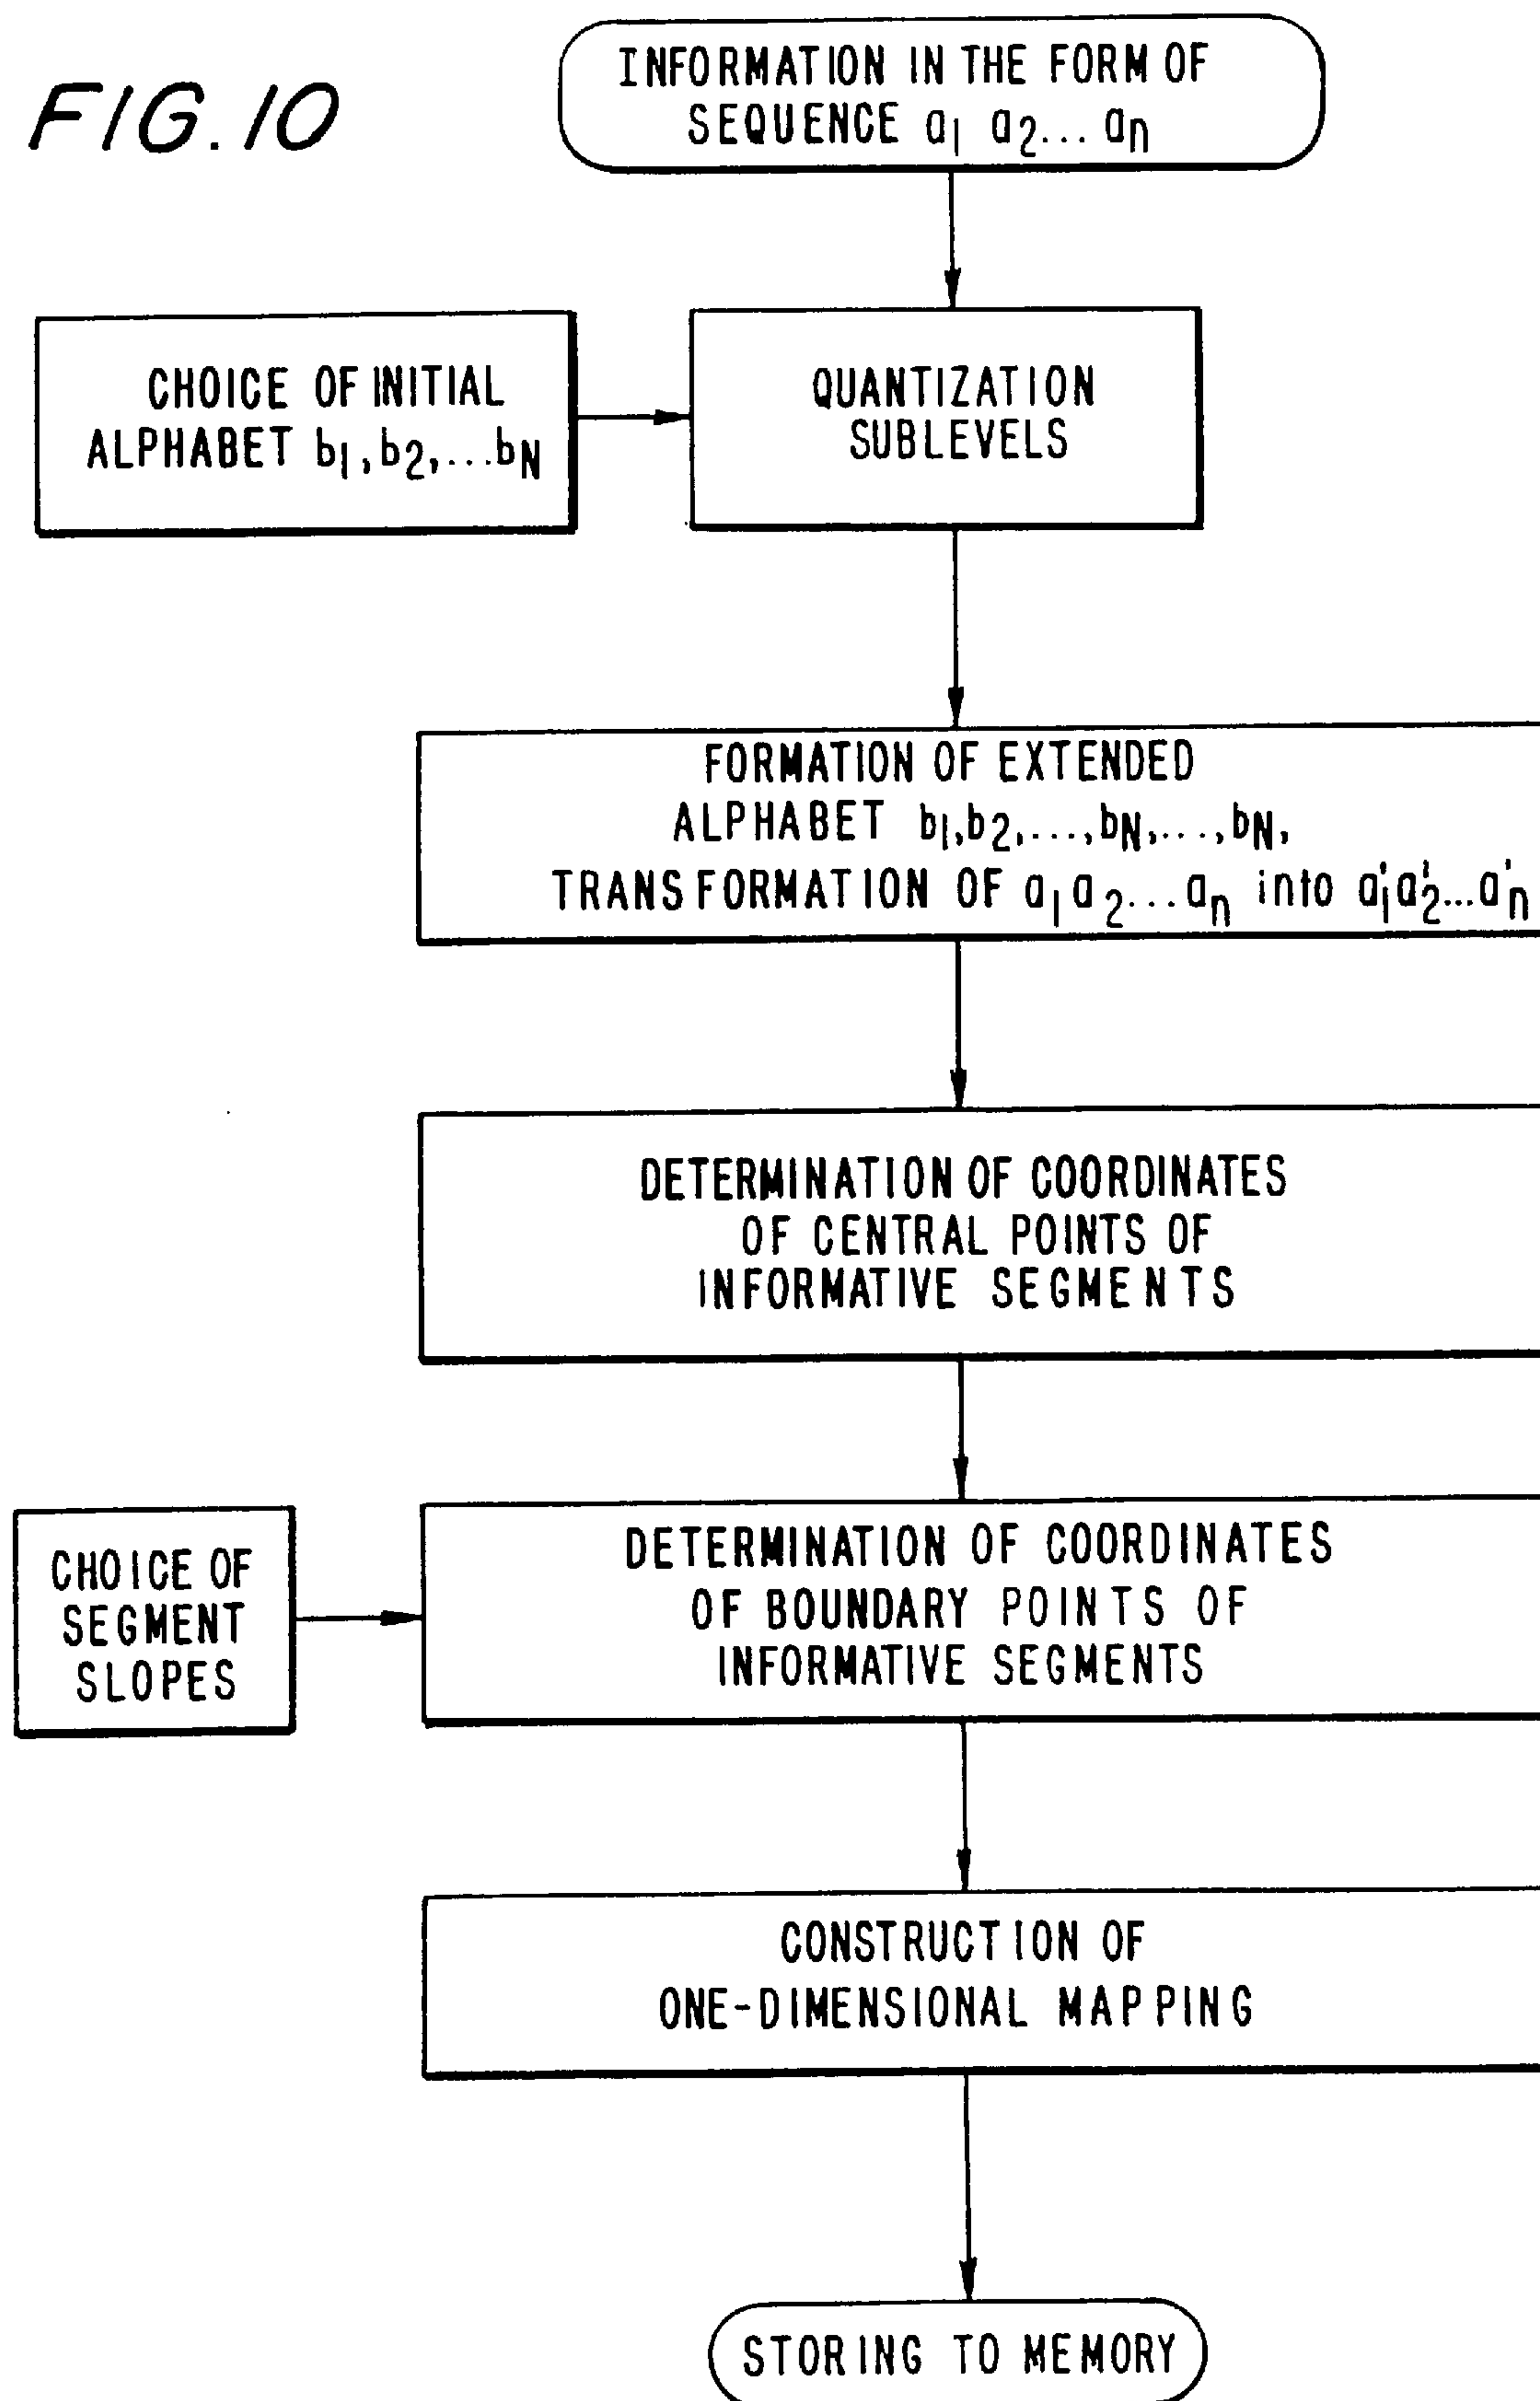 FIG. 10
INFORMATION IN THE FORM OF
SEQUENCE a1 a2... an
CHOICE OF INITIAL
ALPHABET b1,b2,...bN
QUANTIZATION
SUBLEVELS
FORMATION OF EXTENDED
ALPHABET b1,b2,...,bN,...,bN,
TRANSFORMATION OF a1 a2...an into a'1a'2...a'n
DETERMINATION OF COORDINATES
OF CENTRAL POINTS OF
INFORMATIVE SEGMENTS
CHOICE OF
SEGMENT
SLOPES
DETERMINATION OF COORDINATES
OF BOUNDARY POINTS OF
INFORMATIVE SEGMENTS
CONSTRUCTION OF
ONE-DIMENSIONAL MAPPING
STORING TO MEMORY